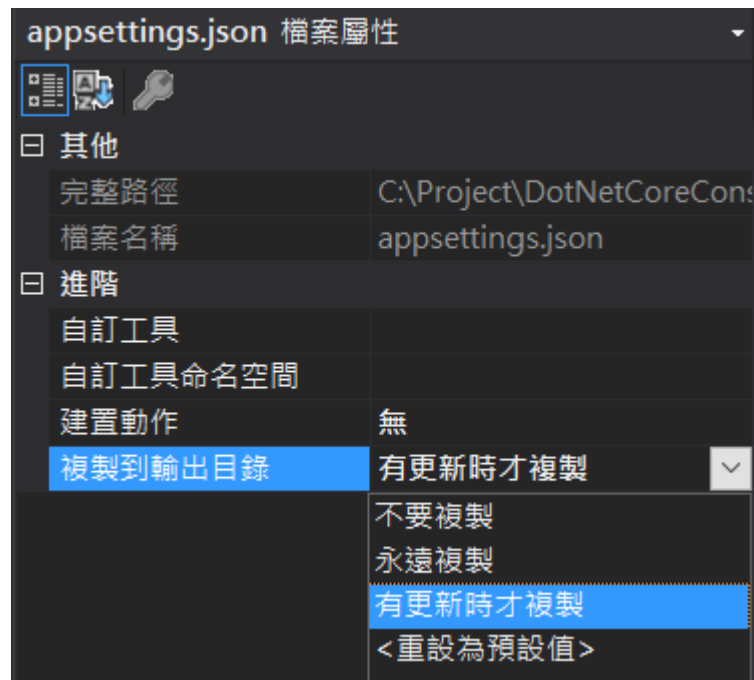 appsettings.json 檔案屬性
其他
完整路徑 C:\Project\DotNetCoreCons
檔案名稱 appsettings.json
進階
自訂工具
自訂工具命名空間
建置動作 無
複製到輸出目錄 有更新時才複製
不要複製
永遠複製
有更新時才複製
<重設為預設值>